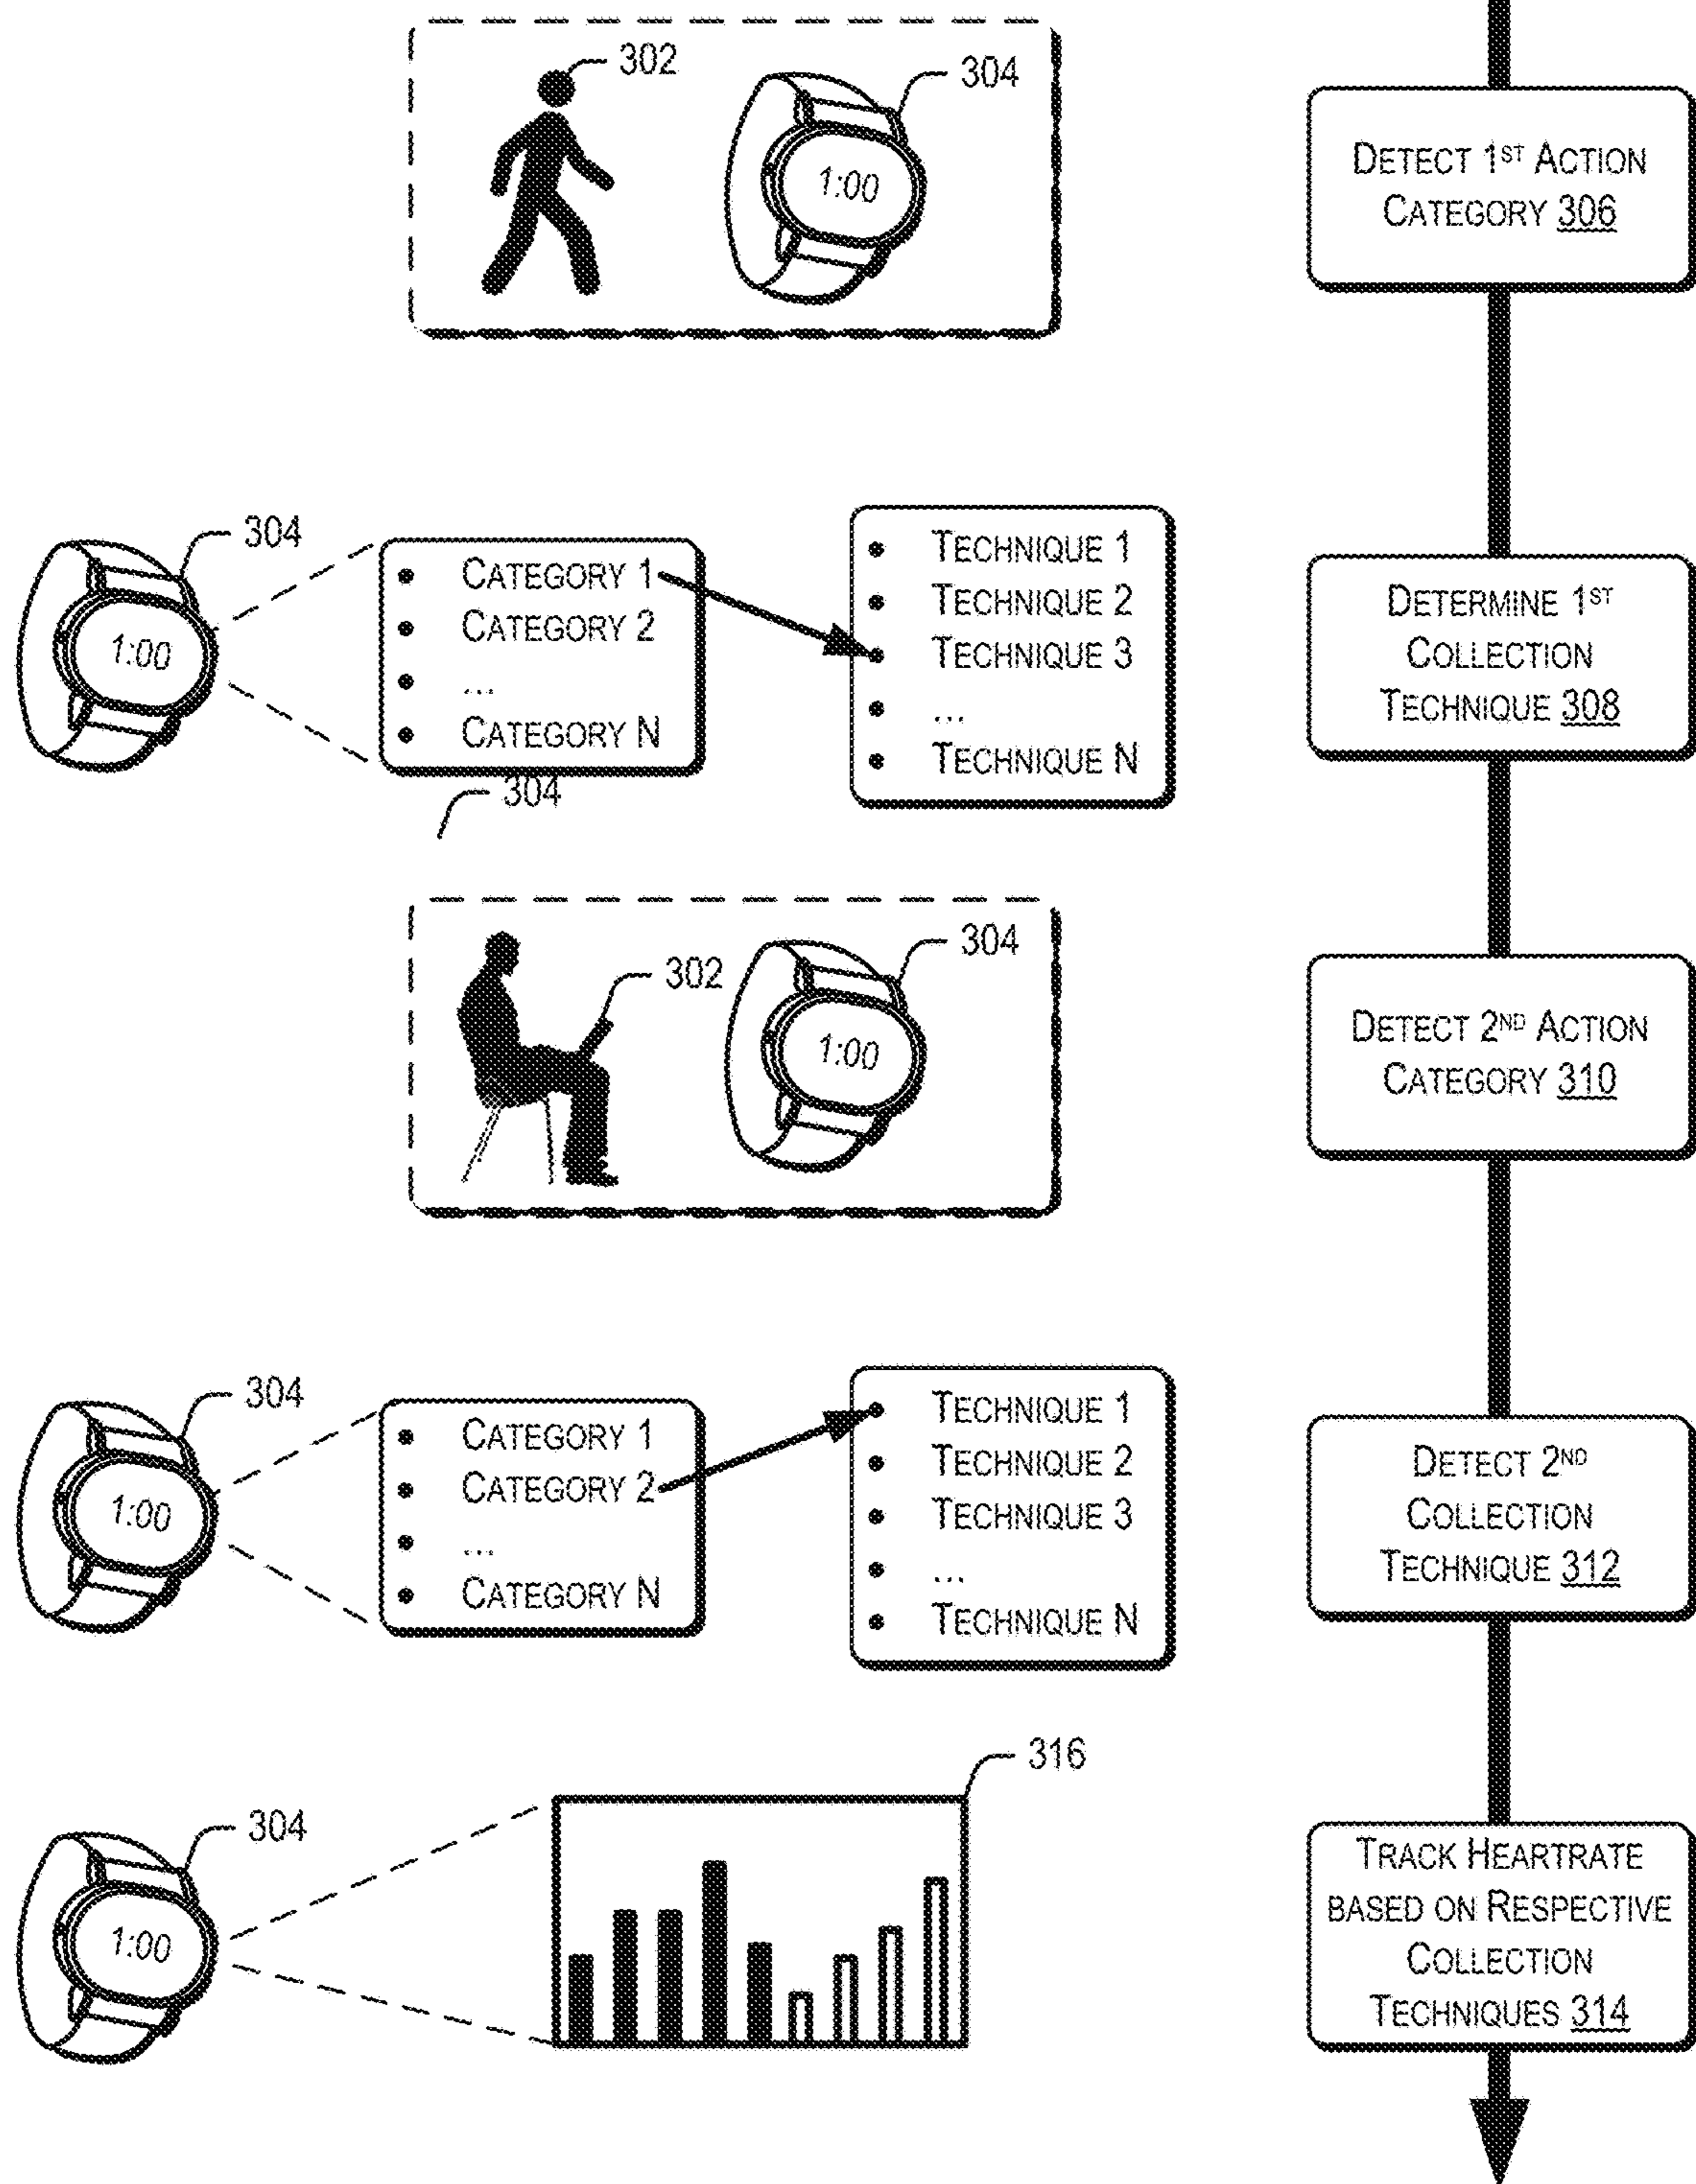 302
304
1:00
DETECT 1ST ACTION
CATEGORY 306
304
1:00
• CATEGORY 1
• CATEGORY 2
• ...
• CATEGORY N
• TECHNIQUE 1
• TECHNIQUE 2
• TECHNIQUE 3
• ...
• TECHNIQUE N
DETERMINE 1ST
COLLECTION
TECHNIQUE 308
304
302
304
1:00
DETECT 2ND ACTION
CATEGORY 310
304
1:00
• CATEGORY 1
• CATEGORY 2
• ...
• CATEGORY N
• TECHNIQUE 1
• TECHNIQUE 2
• TECHNIQUE 3
• ...
• TECHNIQUE N
DETECT 2ND
COLLECTION
TECHNIQUE 312
304
1:00
316
TRACK HEARTRATE
BASED ON RESPECTIVE
COLLECTION
TECHNIQUES 314